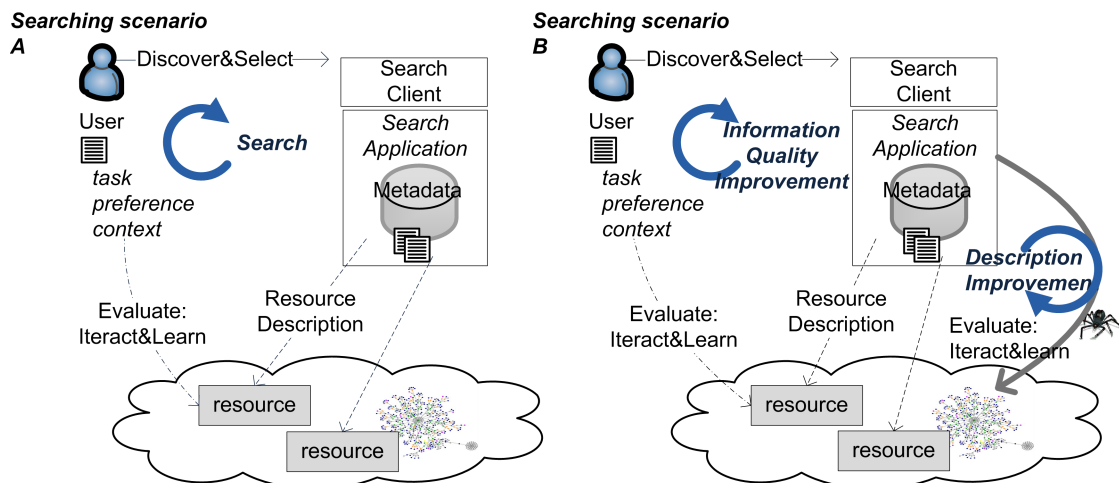 Searching scenario
A
Discover&Select
Search
Client
User
Search
Search
Application
Metadata
task
preference
context
Evaluate:
Iteract&Learn
Resource
Description
resource
resource
Searching scenario
B
Discover&Select
Search
Client
User
Information
Quality
Improvement
Search
Application
Metadata
task
preference
context
Description
Improvemen
Evaluate:
Iteract&Learn
Resource
Description
Evaluate:
Iteract&learn
resource
resource